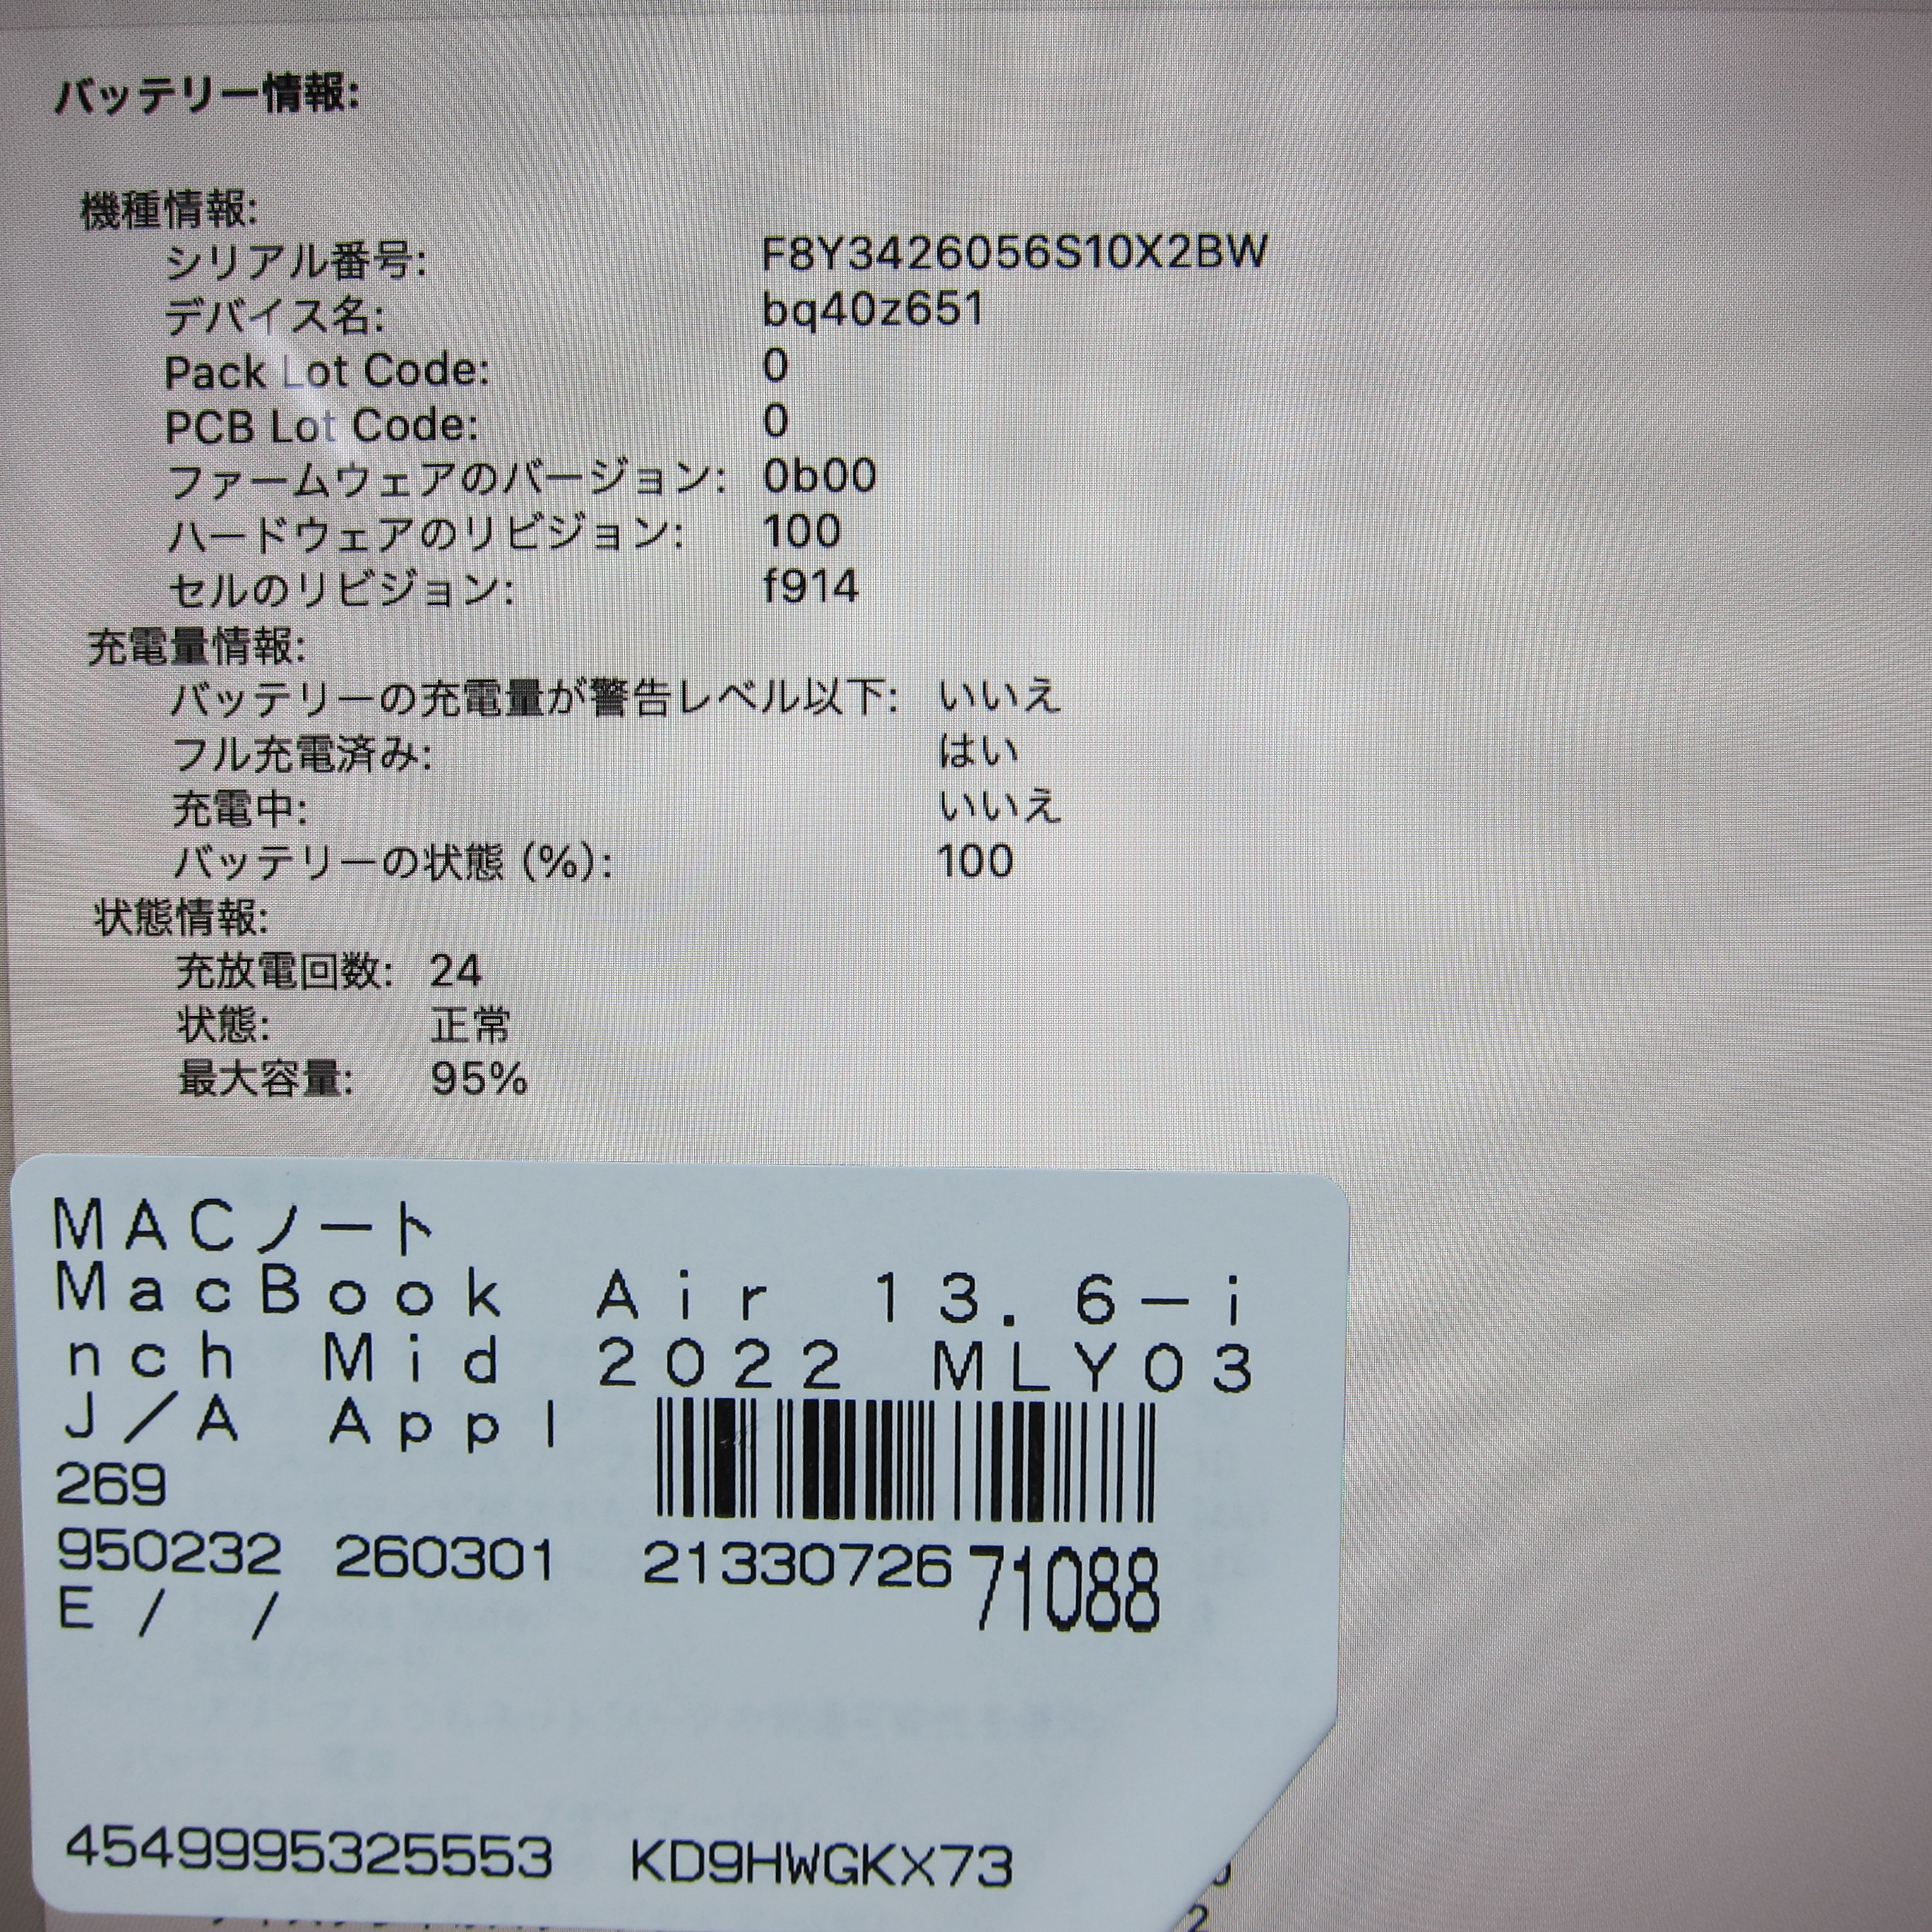 バッテリー情報:
機種情報:
シリアル番号: F8Y3426056S10X2BW
デバイス名: bq40z651
Pack Lot Code: 0
PCB Lot Code: 0
ファームウェアのバージョン: 0b00
ハードウェアのリビジョン: 100
セルのリビジョン: f914
充電量情報:
バッテリーの充電量が警告レベル以下: いいえ
フル充電済み: はい
充電中: いいえ
バッテリーの状態 (%): 100
状態情報:
充放電回数: 24
状態: 正常
最大容量: 95%
MACノート
MacBook Air 13.6-i
nch Mid 2022 MLY03
J/A Appl
269
950232 260301 2133072671088
E / /
4549995325553 KD9HWGKX73
2